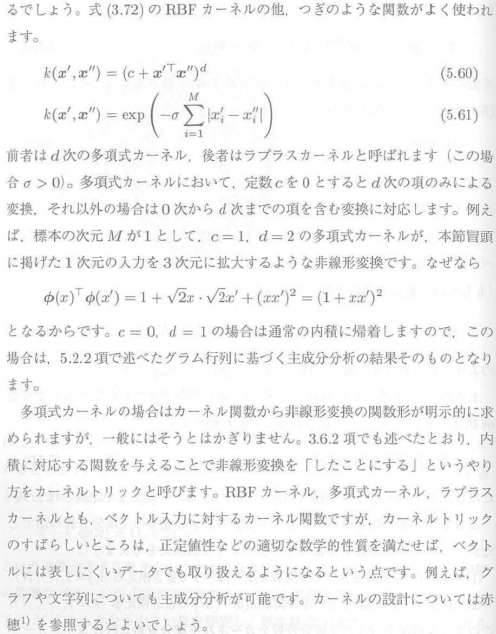 るでしょう。式 (3.72) の RBF カーネルの他,つぎのような関数がよく使われ
ます。
k(x′, x″) = (c + x′⊤x″)^d (5.60)
k(x′, x″) = exp(−σ ∑_{i=1}^{M} |x′_i − x″_i|) (5.61)
前者は d 次の多項式カーネル,後者はラプラスカーネルと呼ばれます(この場
合 σ > 0)。多項式カーネルにおいて,定数 c を 0 とすると d 次の項のみによる
変換,それ以外の場合は 0 次から d 次までの項を含む変換に対応します。例え
ば,標本の次元 M が 1 として,c = 1,d = 2 の多項式カーネルが,本節冒頭
に掲げた 1 次元の入力を 3 次元に拡大するような非線形変換です。なぜなら
ϕ(x)⊤ϕ(x′) = 1 + √2x · √2x′ + (xx′)² = (1 + xx′)²
となるからです。c = 0,d = 1 の場合は通常の内積に帰着しますので,この
場合は,5.2.2 項で述べたグラム行列に基づく主成分分析の結果そのものとなり
ます。
多項式カーネルの場合はカーネル関数から非線形変換の関数形が明示的に求
められますが,一般にはそうとはかぎりません。3.6.2 項でも述べたとおり,内
積に対応する関数を与えることで非線形変換を「したことにする」というやり
方をカーネルトリックと呼びます。RBF カーネル,多項式カーネル,ラプラス
カーネルとも,ベクトル入力に対するカーネル関数ですが,カーネルトリック
のすばらしいところは,正定値性などの適切な数学的性質を満たせば,ベクト
ルには表しにくいデータでも取り扱えるようになるという点です。例えば,グ
ラフや文字列についても主成分分析が可能です。カーネルの設計については赤
穂1) を参照するとよいでしょう。